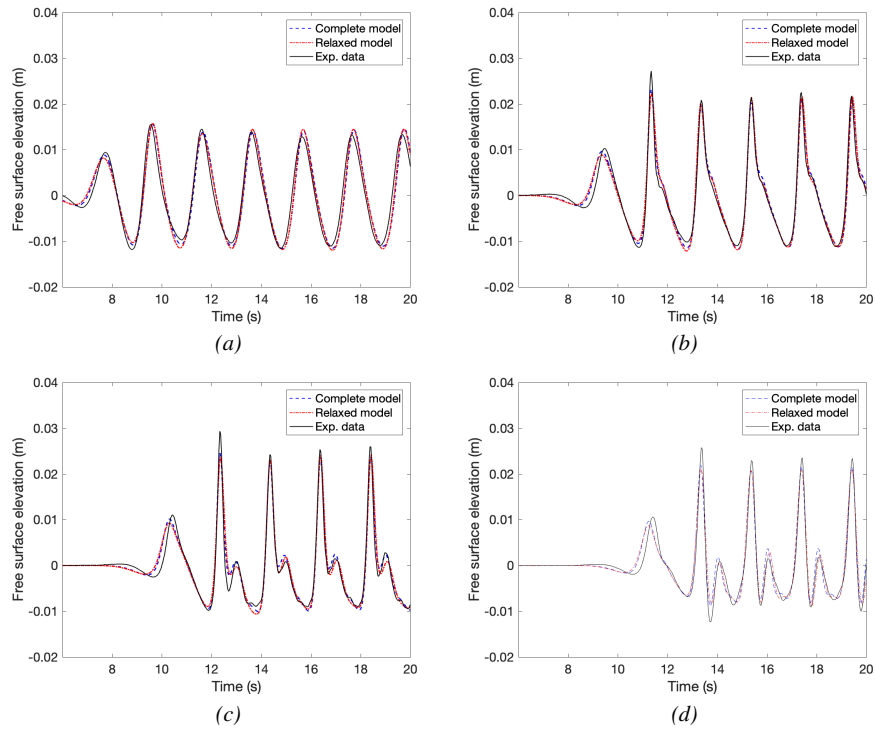 0.04
0.03
0.02
0.01
0
-0.01
-0.02
Free surface elevation (m)
8 10 12 14 16 18 20
Time (s)
Complete model
Relaxed model
Exp. data
(a)
0.04
0.03
0.02
0.01
0
-0.01
-0.02
Free surface elevation (m)
8 10 12 14 16 18 20
Time (s)
Complete model
Relaxed model
Exp. data
(b)
0.04
0.03
0.02
0.01
0
-0.01
-0.02
Free surface elevation (m)
8 10 12 14 16 18 20
Time (s)
Complete model
Relaxed model
Exp. data
(c)
0.04
0.03
0.02
0.01
0
-0.01
-0.02
Free surface elevation (m)
8 10 12 14 16 18 20
Time (s)
Complete model
Relaxed model
Exp. data
(d)